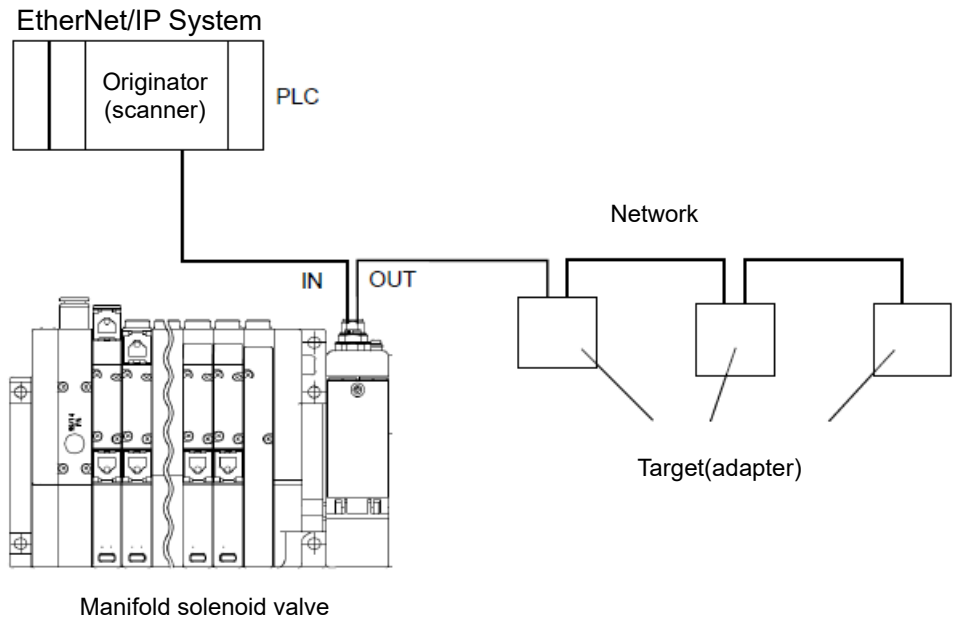 EtherNet/IP System
Originator
(scanner)
PLC
Network
IN
OUT
Target(adapter)
Manifold solenoid valve